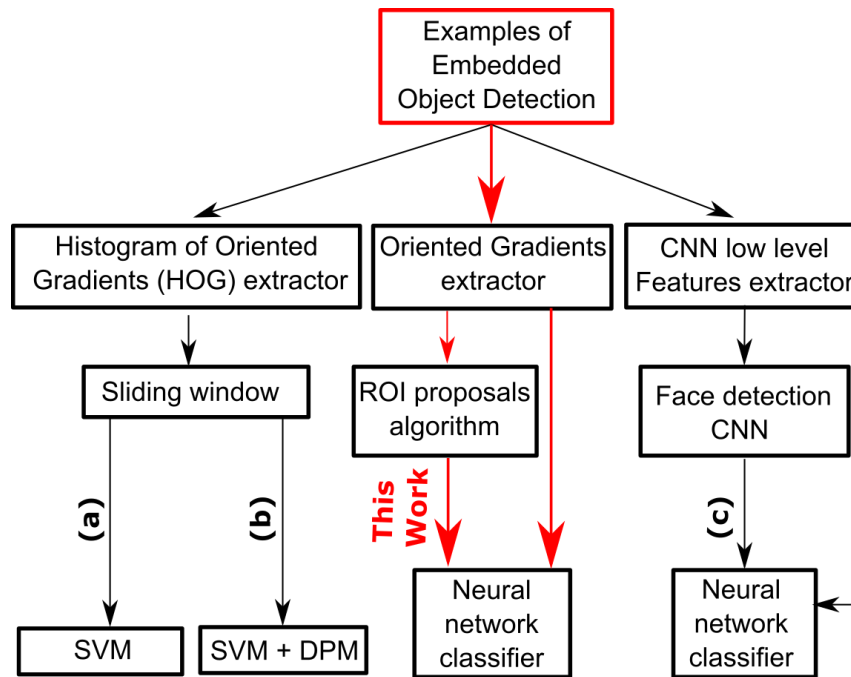 Examples of
Embedded
Object Detection
Histogram of Oriented
Gradients (HOG) extractor
Oriented Gradients
extractor
CNN low level
Features extractor
Sliding window
ROI proposals
algorithm
Face detection
CNN
(a)
(b)
This
Work
(c)
SVM
SVM + DPM
Neural
network
classifier
Neural
network
classifier